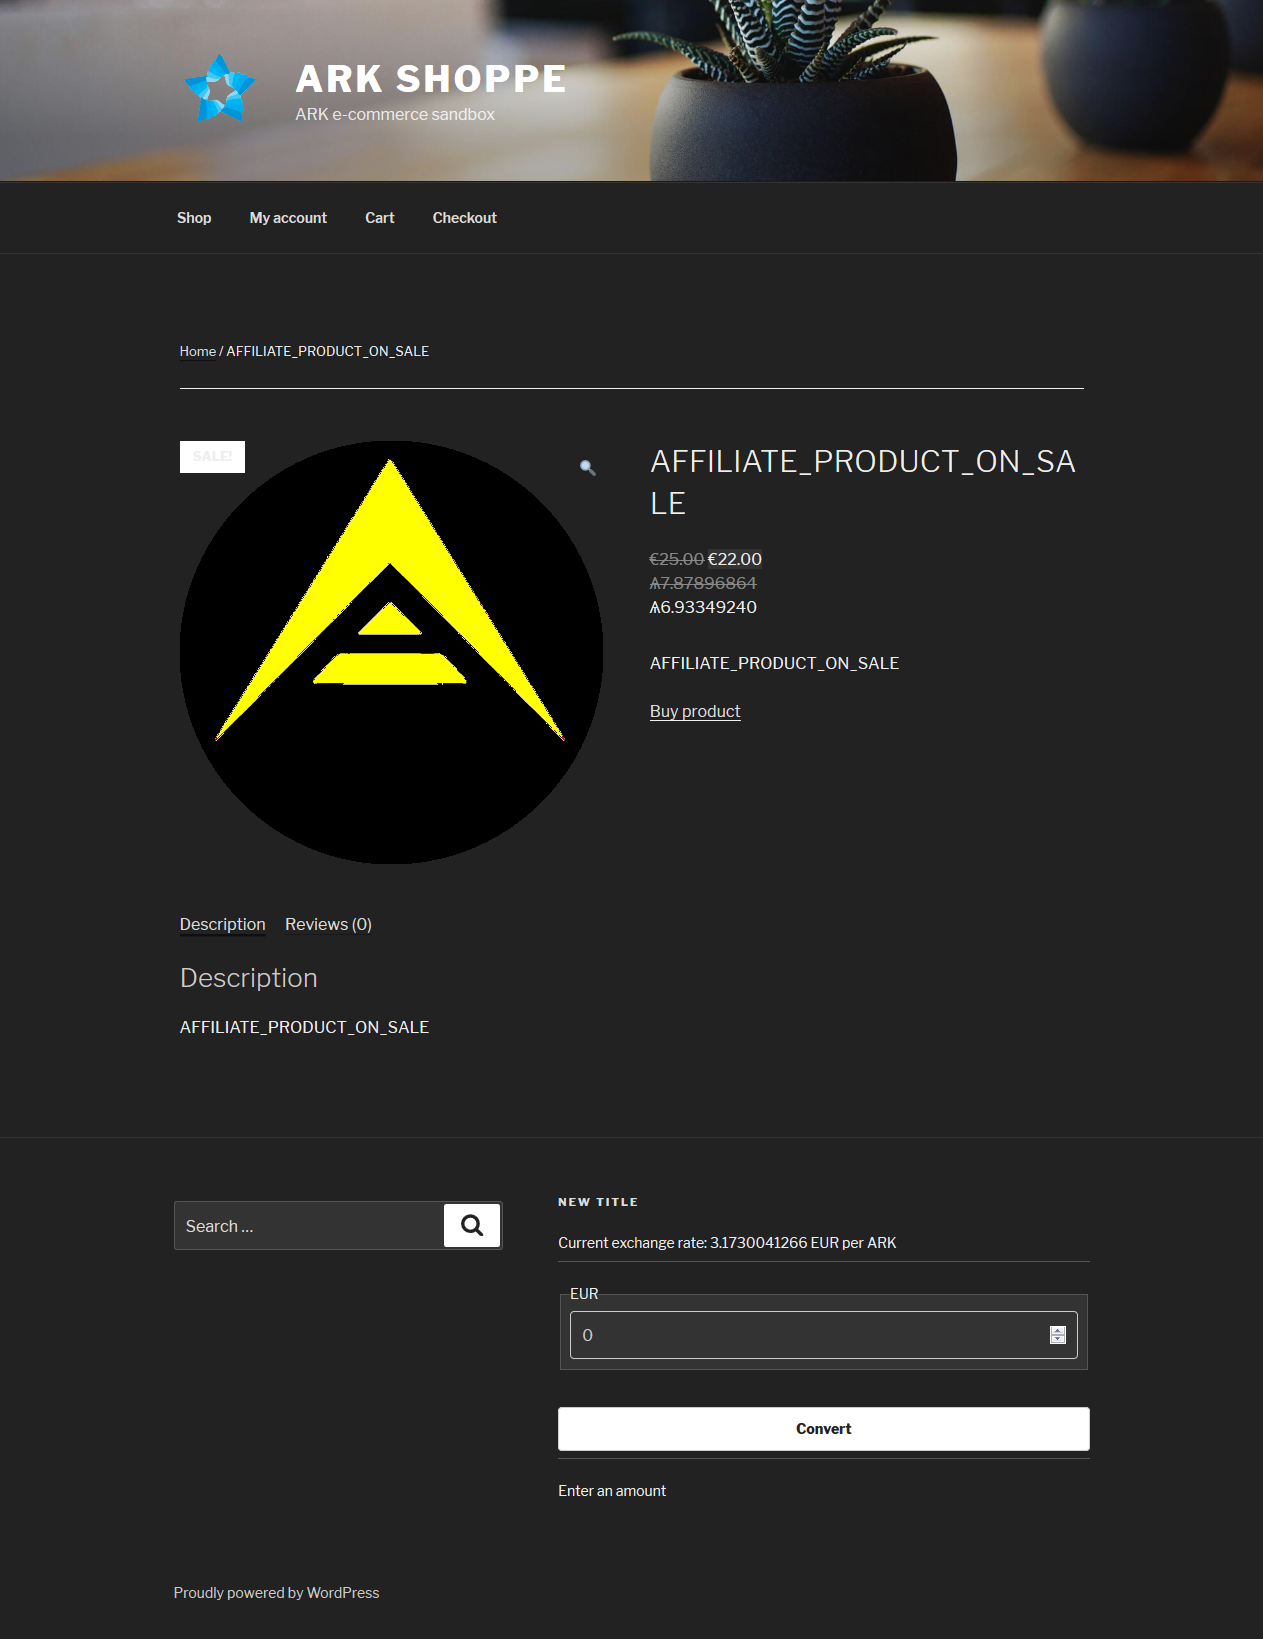 ARK SHOPPE
ARK e-commerce sandbox
Shop My account Cart Checkout
Home / AFFILIATE_PRODUCT_ON_SALE
SALE!
AFFILIATE_PRODUCT_ON_SA
LE
€25.00 €22.00
Ѧ7.87896864
Ѧ6.93349240
AFFILIATE_PRODUCT_ON_SALE
Buy product
Description Reviews (0)
Description
AFFILIATE_PRODUCT_ON_SALE
Search …
NEW TITLE
Current exchange rate: 3.1730041266 EUR per ARK
EUR
0
Convert
Enter an amount
Proudly powered by WordPress